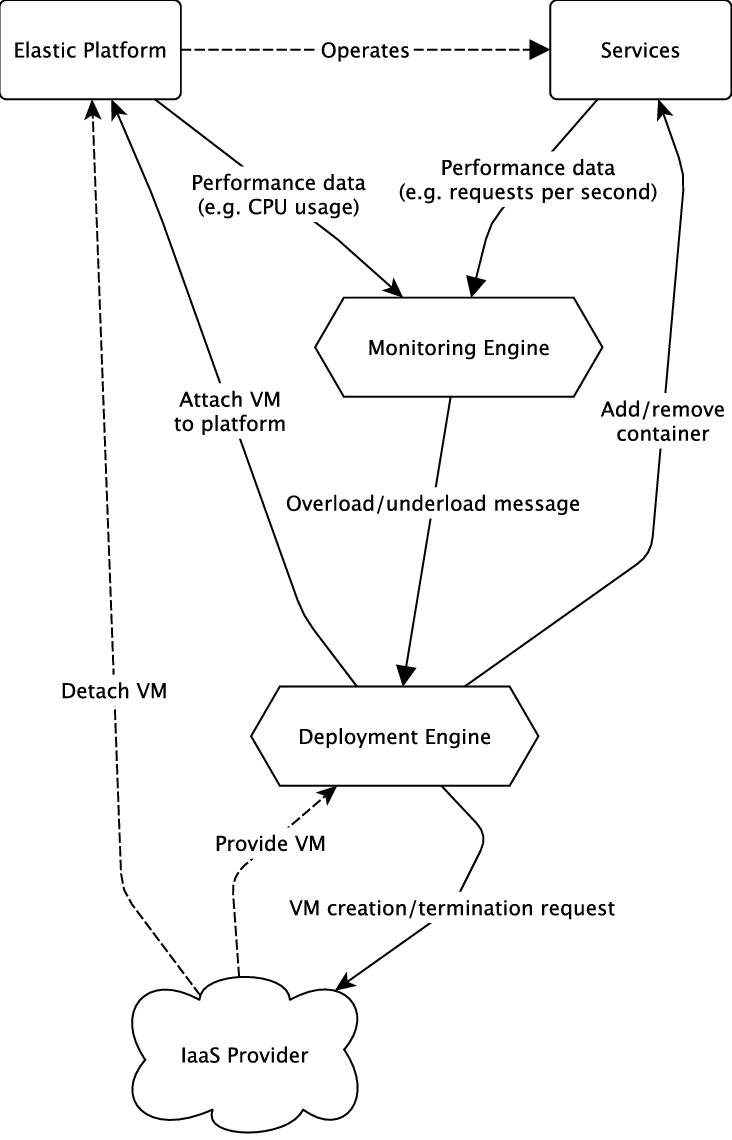 Elastic Platform
Operates
Services
Performance data
(e.g. CPU usage)
Performance data
(e.g. requests per second)
Monitoring Engine
Attach VM
to platform
Add/remove
container
Overload/underload message
Detach VM
Deployment Engine
Provide VM
VM creation/termination request
IaaS Provider